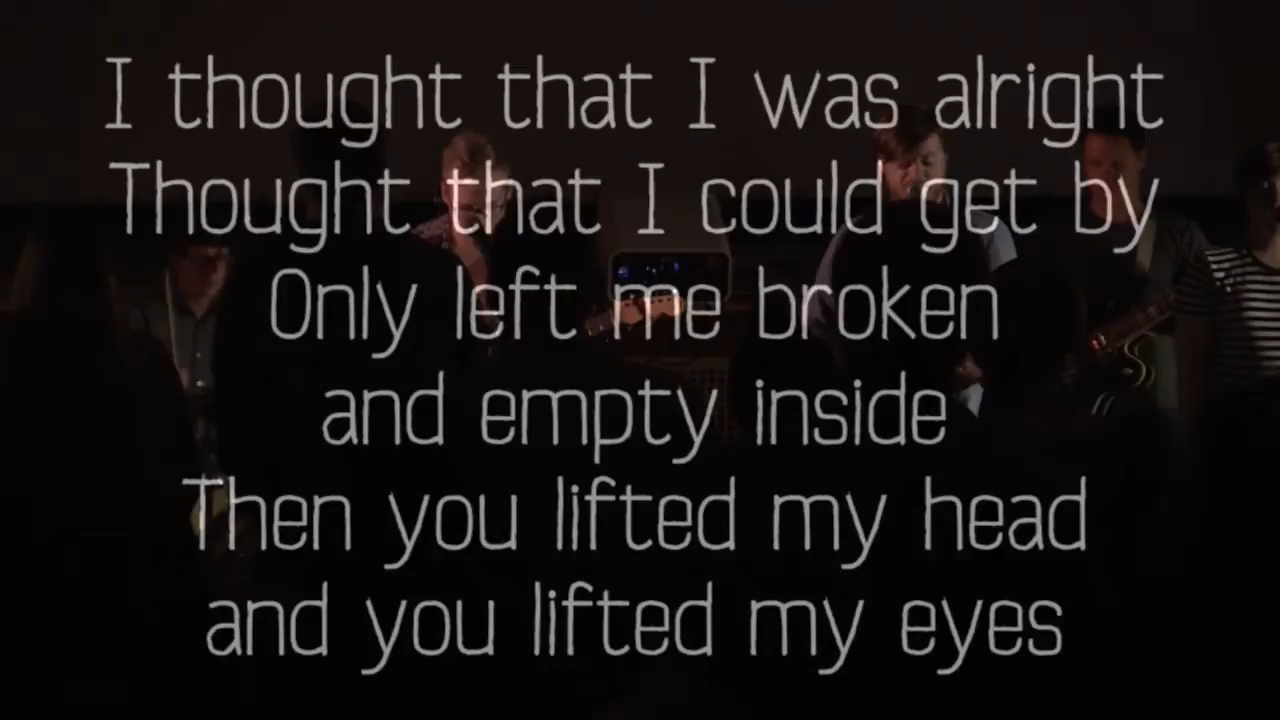 I thought that I was alright
Thought that I could get by
Only left me broken
and empty inside
Then you lifted my head
and you lifted my eyes